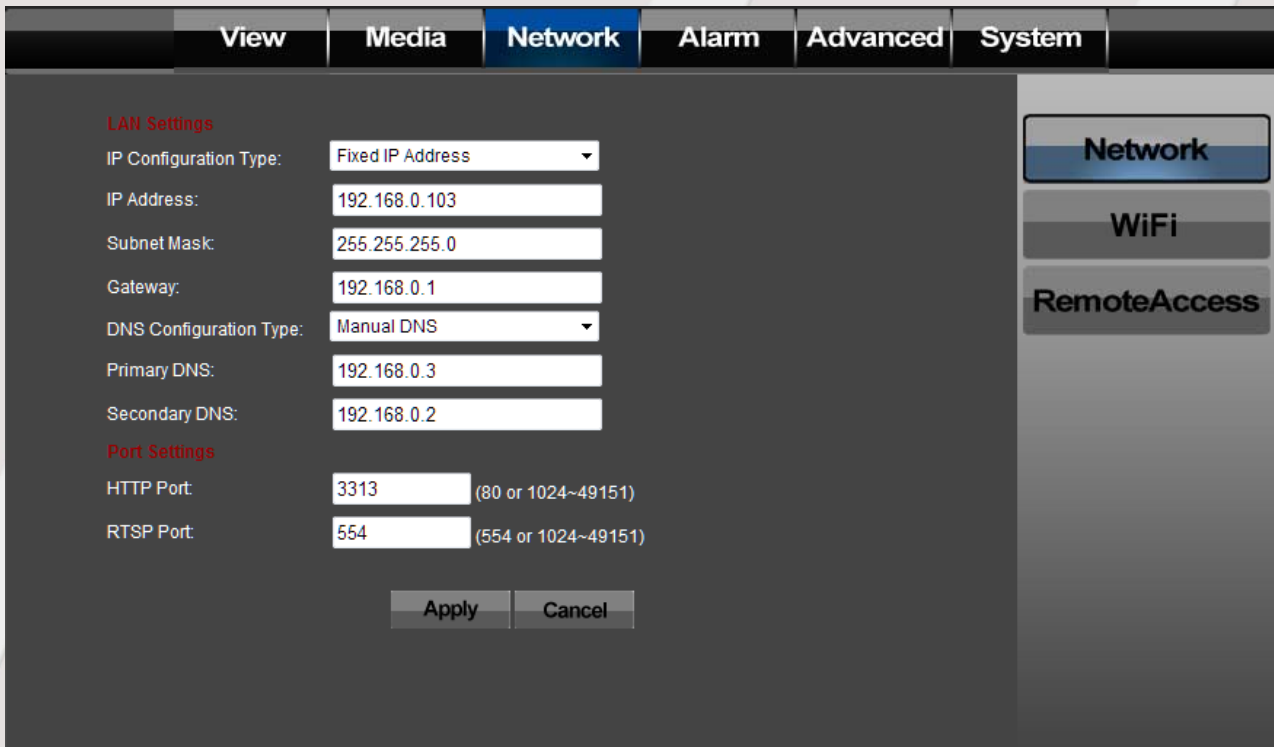 View Media Network Alarm Advanced System
LAN Settings
IP Configuration Type: Fixed IP Address
IP Address: 192.168.0.103
Subnet Mask: 255.255.255.0
Gateway: 192.168.0.1
DNS Configuration Type: Manual DNS
Primary DNS: 192.168.0.3
Secondary DNS: 192.168.0.2
Port Settings
HTTP Port: 3313 (80 or 1024~49151)
RTSP Port: 554 (554 or 1024~49151)
Apply Cancel
Network
WiFi
RemoteAccess